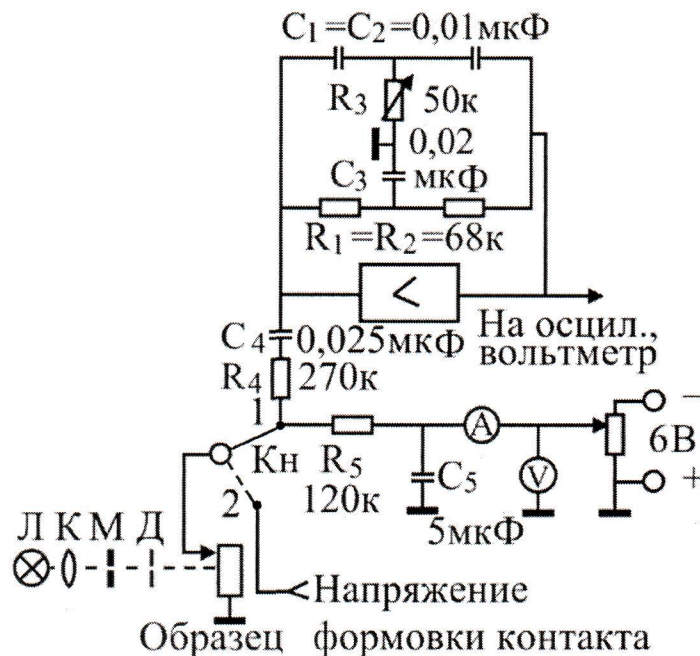 C₁=C₂=0,01мкФ
R₃ 50к
0,02
C₃ мкФ
R₁=R₂=68к
<
C₄ 0,025мкФ
На осцил.,
вольтметр
R₄ 270к
1
A
−
Кн R₅ C₅ V 6В
2 120к
+
5мкФ
Л К М Д
Напряжение
Образец формовки контакта